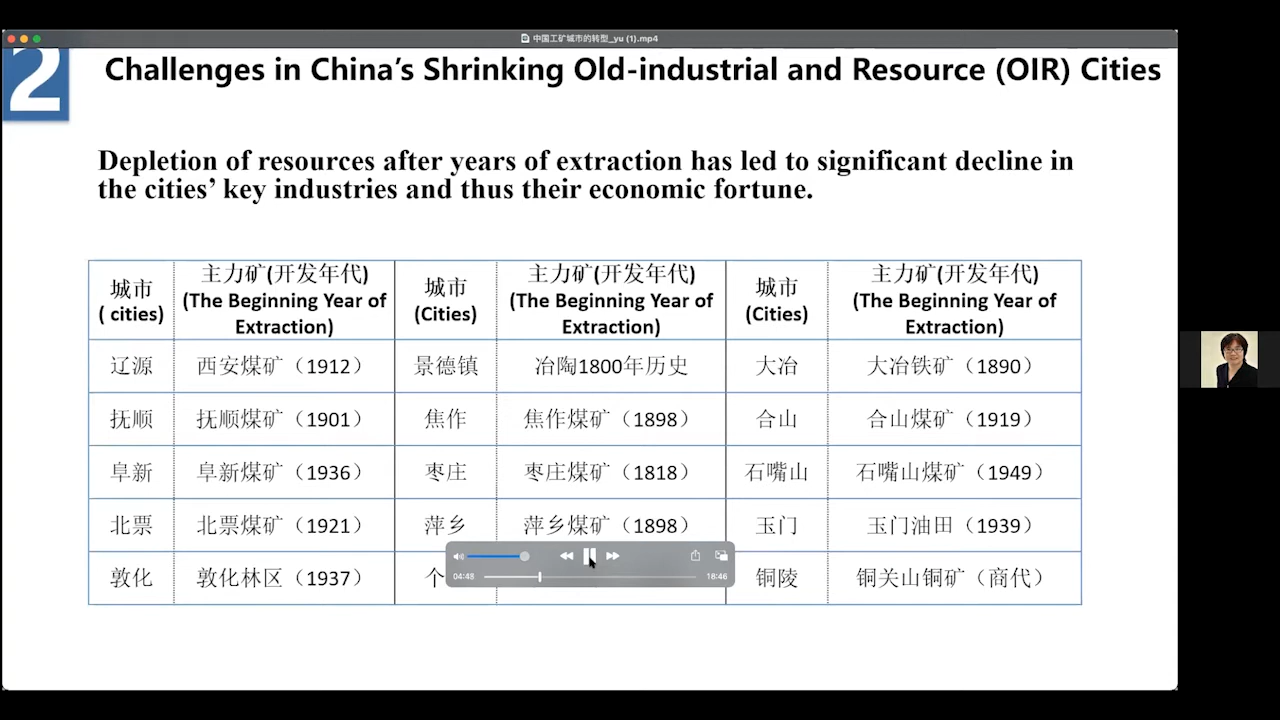 中国工矿城市的转型_yu (1).mp4
2
Challenges in China's Shrinking Old-industrial and Resource (OIR) Cities
Depletion of resources after years of extraction has led to significant decline in
the cities' key industries and thus their economic fortune.
城市
( cities)
主力矿(开发年代)
(The Beginning Year of
Extraction)
城市
(Cities)
主力矿(开发年代)
(The Beginning Year of
Extraction)
城市
(Cities)
主力矿(开发年代)
(The Beginning Year of
Extraction)
辽源 西安煤矿（1912） 景德镇 冶陶1800年历史 大冶 大冶铁矿（1890）
抚顺 抚顺煤矿（1901） 焦作 焦作煤矿（1898） 合山 合山煤矿（1919）
阜新 阜新煤矿（1936） 枣庄 枣庄煤矿（1818） 石嘴山 石嘴山煤矿（1949）
北票 北票煤矿（1921） 萍乡 萍乡煤矿（1898） 玉门 玉门油田（1939）
敦化 敦化林区（1937） 个 铜陵 铜关山铜矿（商代）
04:48 18:46